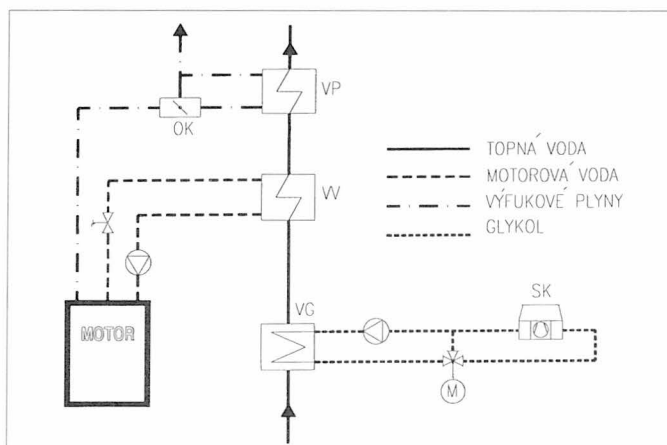 VP
OK
TOPNÁ VODA
MOTOROVÁ VODA
VÝFUKOVÉ PLYNY
GLYKOL
VV
VG
SK
MOTOR
M